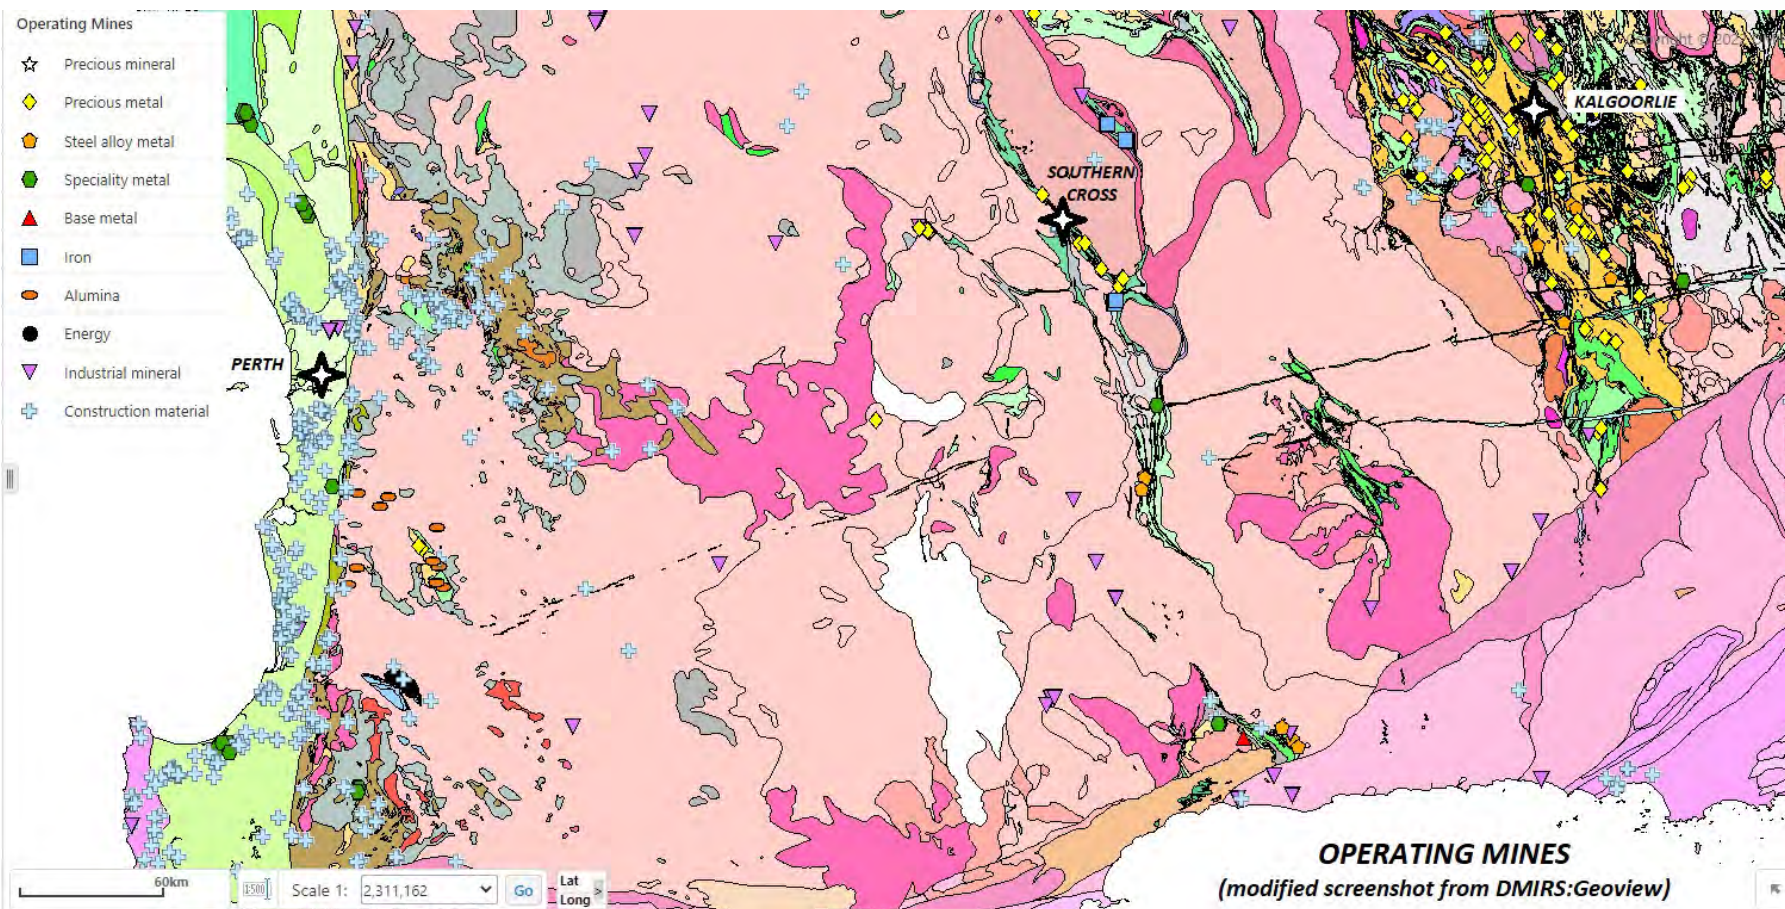 Operating Mines
Precious mineral
Precious metal
Steel alloy metal
Speciality metal
Base metal
Iron
Alumina
Energy
Industrial mineral
Construction material
KALGOORLIE
SOUTHERN
CROSS
PERTH
60km
1:500
Scale 1:
2,311,162
Go
Lat
Long
>
OPERATING MINES
(modified screenshot from DMIRS:Geoview)